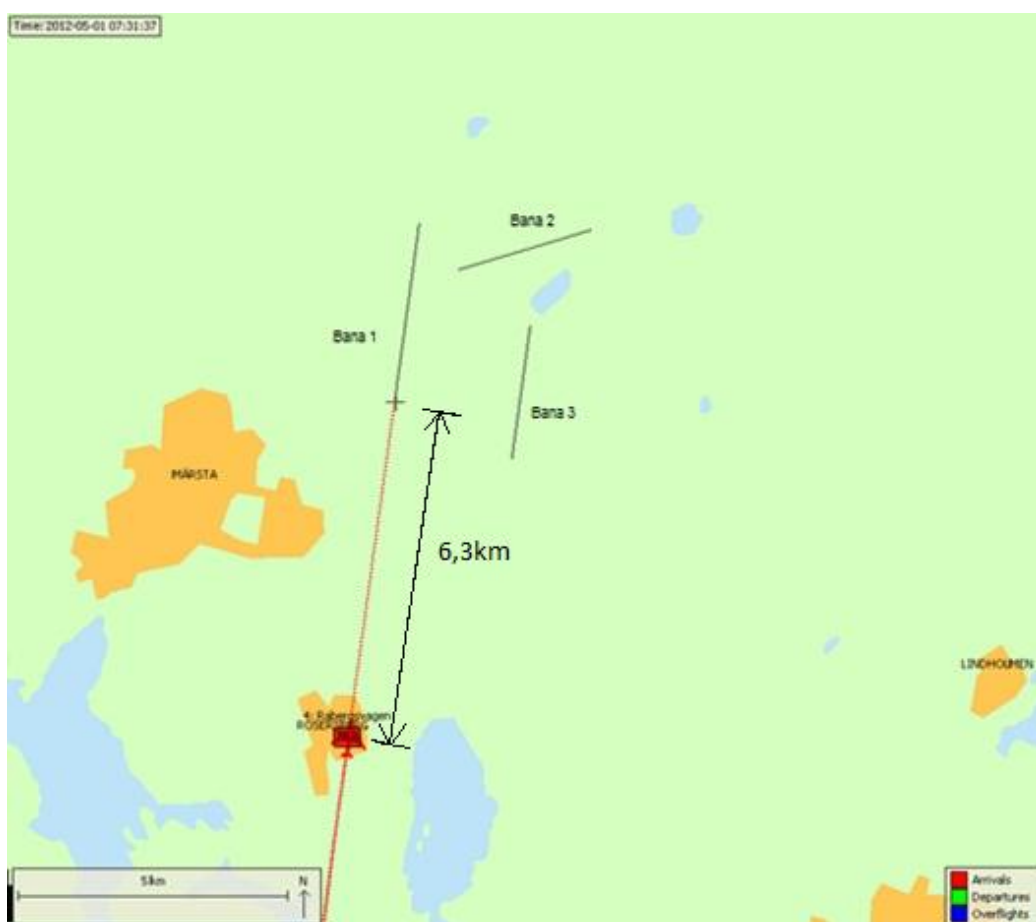 Time: 2012-05-01 07:31:37
Bana 2
Bana 1
Bana 3
MÄRSTA
6,3km
LINDHOLMEN
5km
N
Arrivals
Departures
Overflights